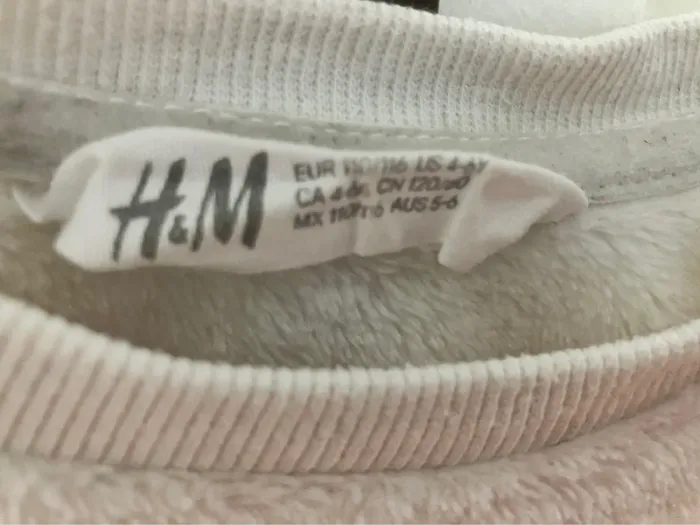 H&M
EUR 110/116 US 4-6Y
CA 4-6 CN 120/60
MX 110/116 AUS 5-6